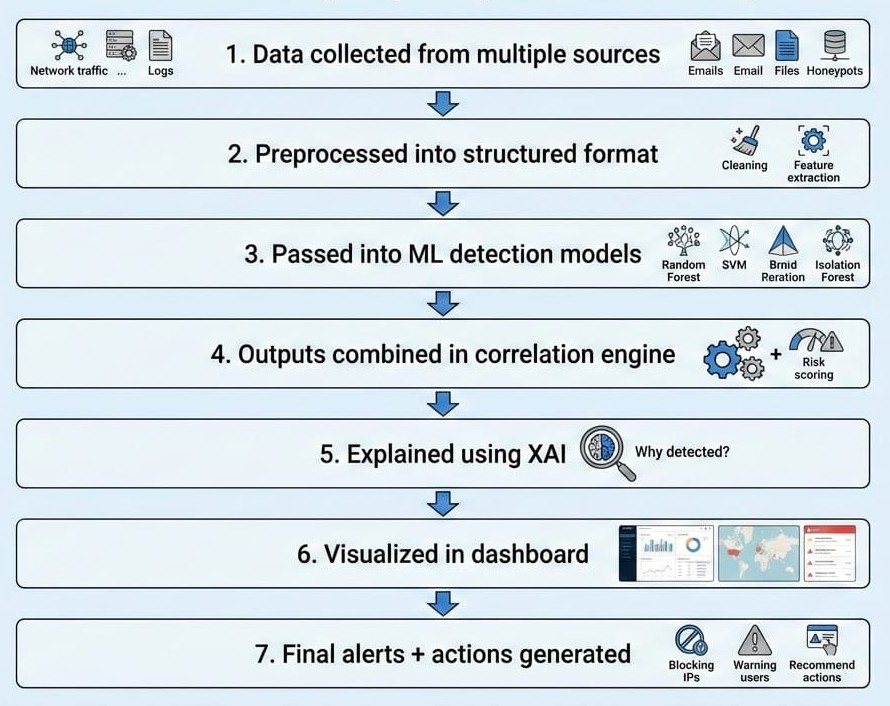 1. Data collected from multiple sources
Network traffic
...
Logs
Emails
Email
Files
Honeypots
2. Preprocessed into structured format
Cleaning
Feature
extraction
3. Passed into ML detection models
Random
Forest
SVM
Brnid
Reration
Isolation
Forest
4. Outputs combined in correlation engine
+
Risk
scoring
5. Explained using XAI
Why detected?
6. Visualized in dashboard
7. Final alerts + actions generated
Blocking
IPs
Warning
users
Recommend
actions